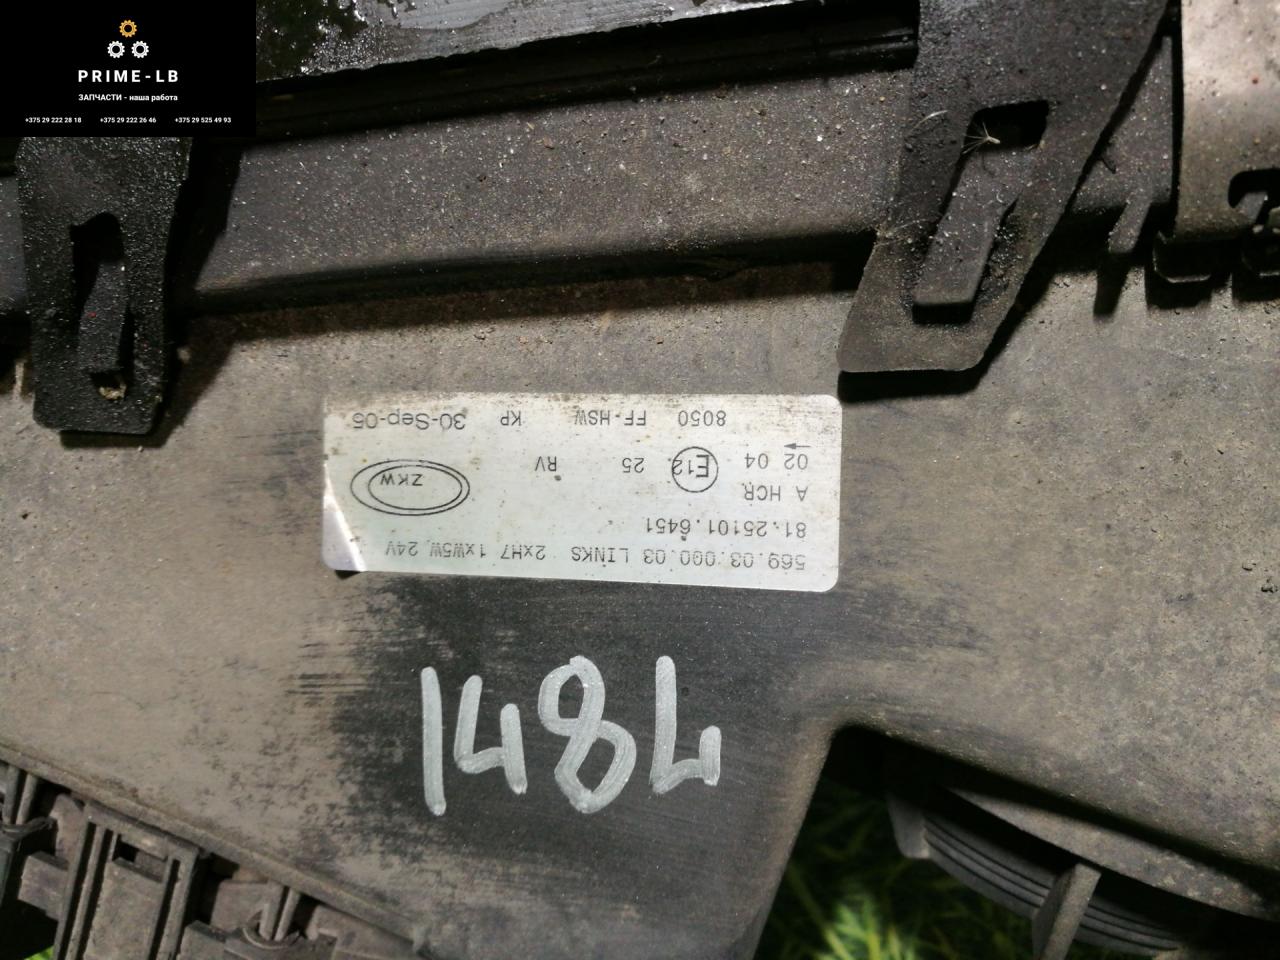 PRIME-LB
ЗАПЧАСТИ - наша работа
+375 29 222 28 18 +375 29 222 26 46 +375 29 525 49 93
569.03.000.03 LINKS 2xH7 1xW5W 24V
81.25101.6451
A HCR
02 04 E12 25 RV
ZKW
8050 FF-HSW KP 30-Sep-05
1484